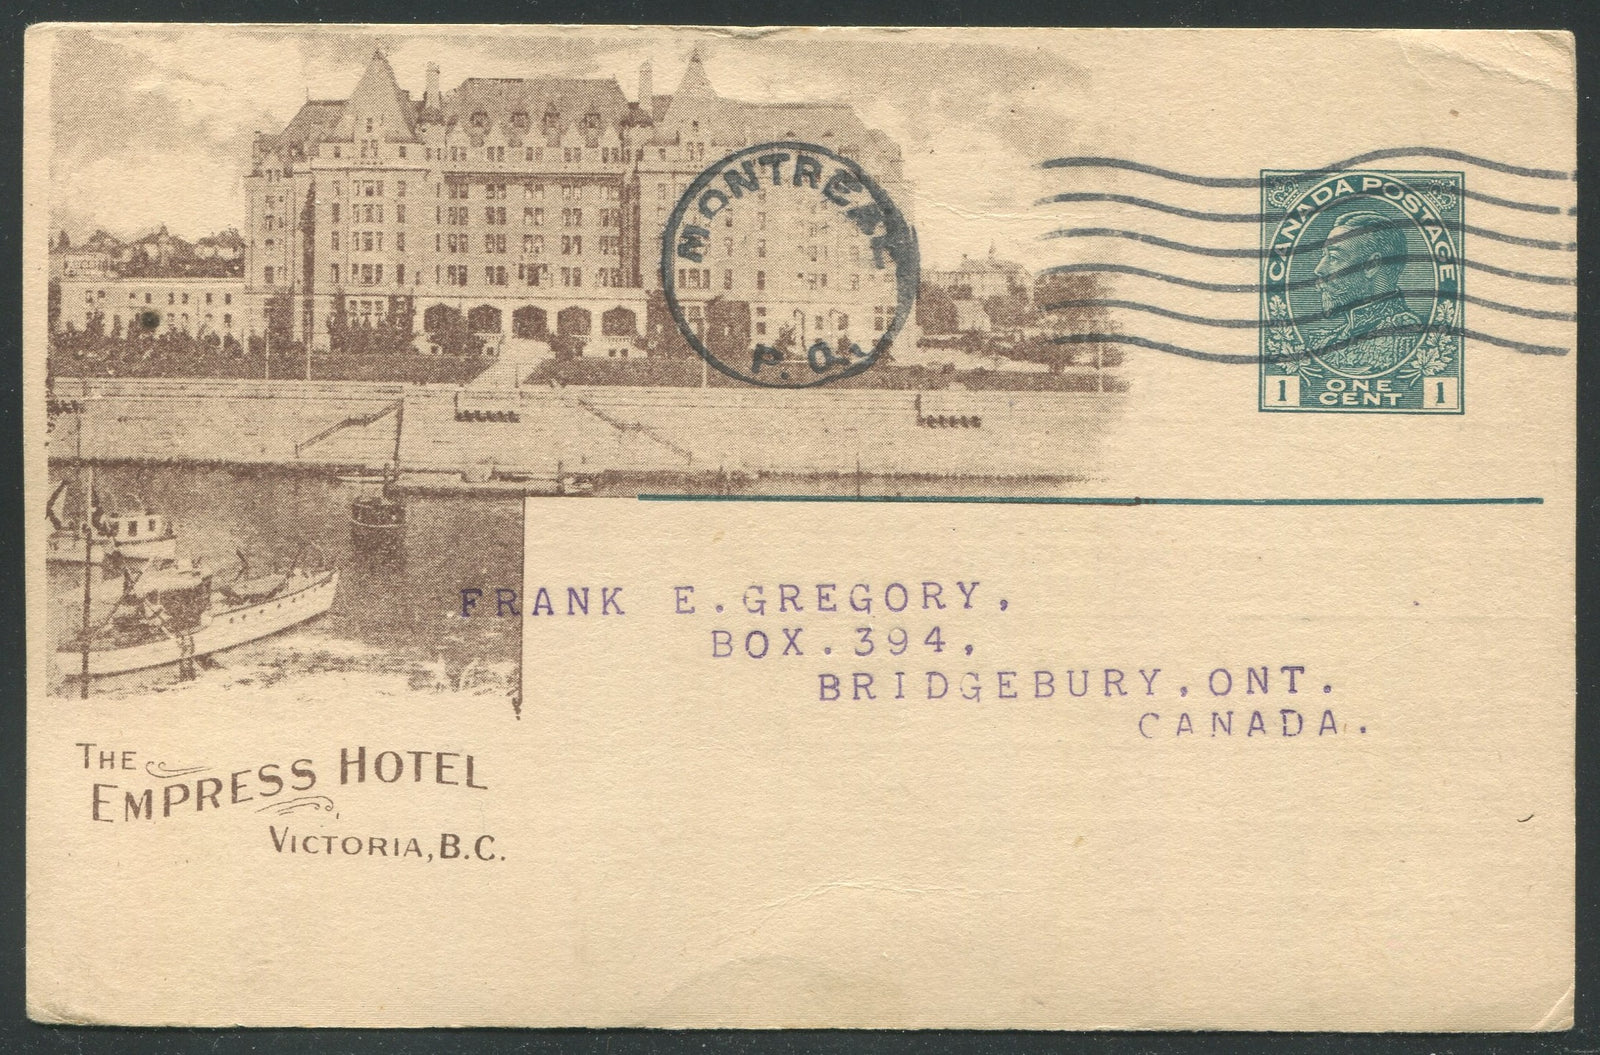 MONTREAL
P. Q.
CANADA POSTAGE
1 ONE CENT 1
FRANK E.GREGORY,
BOX.394,
BRIDGEBURY,ONT.
CANADA.
THE
EMPRESS HOTEL
VICTORIA, B.C.